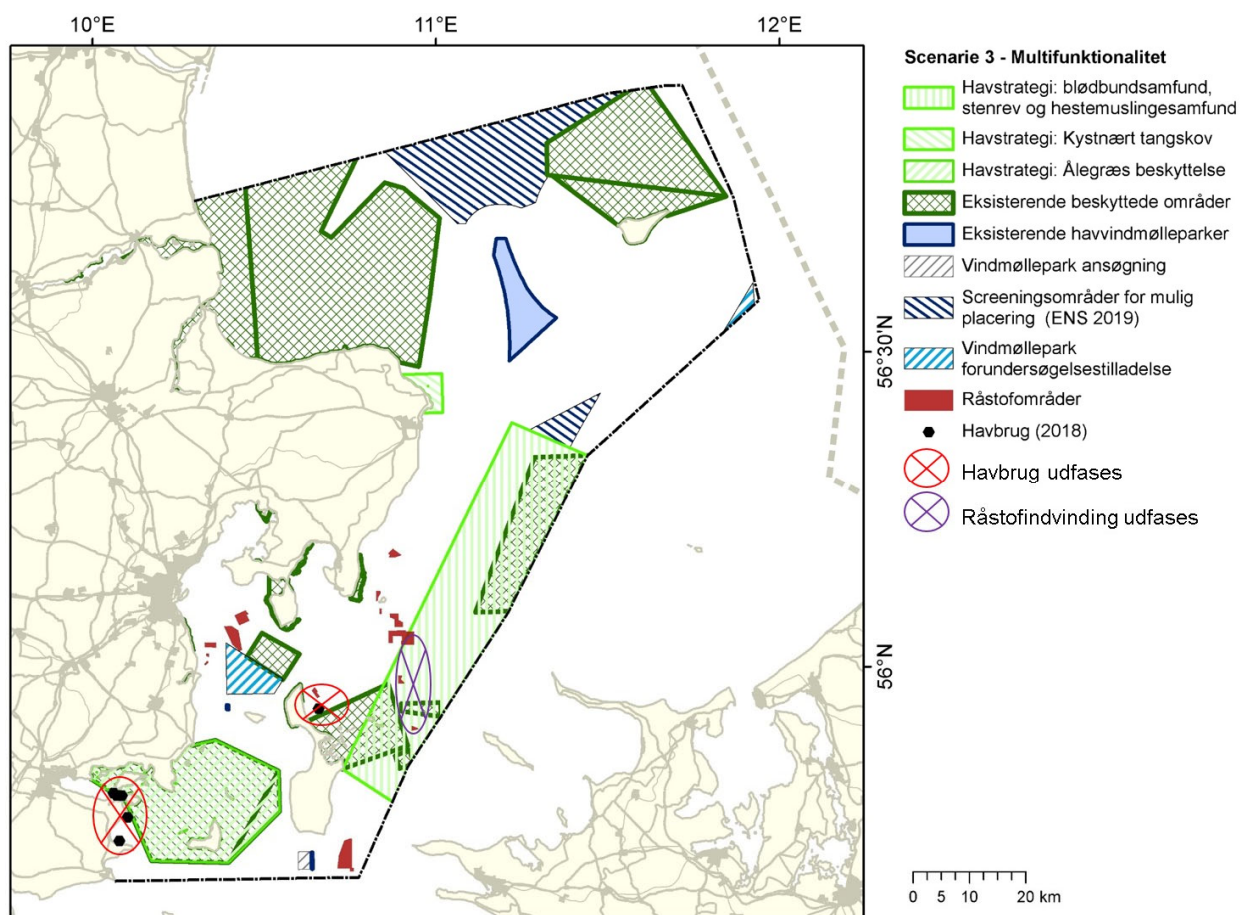 10°E
11°E
12°E
56°30'N
56°N
Scenarie 3 - Multifunktionalitet
Havstrategi: blødbundsamfund,
stenrev og hestemuslingesamfund
Havstrategi: Kystnært tangskov
Havstrategi: Ålegræs beskyttelse
Eksisterende beskyttede områder
Eksisterende havvindmølleparker
Vindmøllepark ansøgning
Screeningsområder for mulig
placering (ENS 2019)
Vindmøllepark
forundersøgelsestilladelse
Råstofområder
Havbrug (2018)
Havbrug udfases
Råstofindvinding udfases
0 5 10 20 km